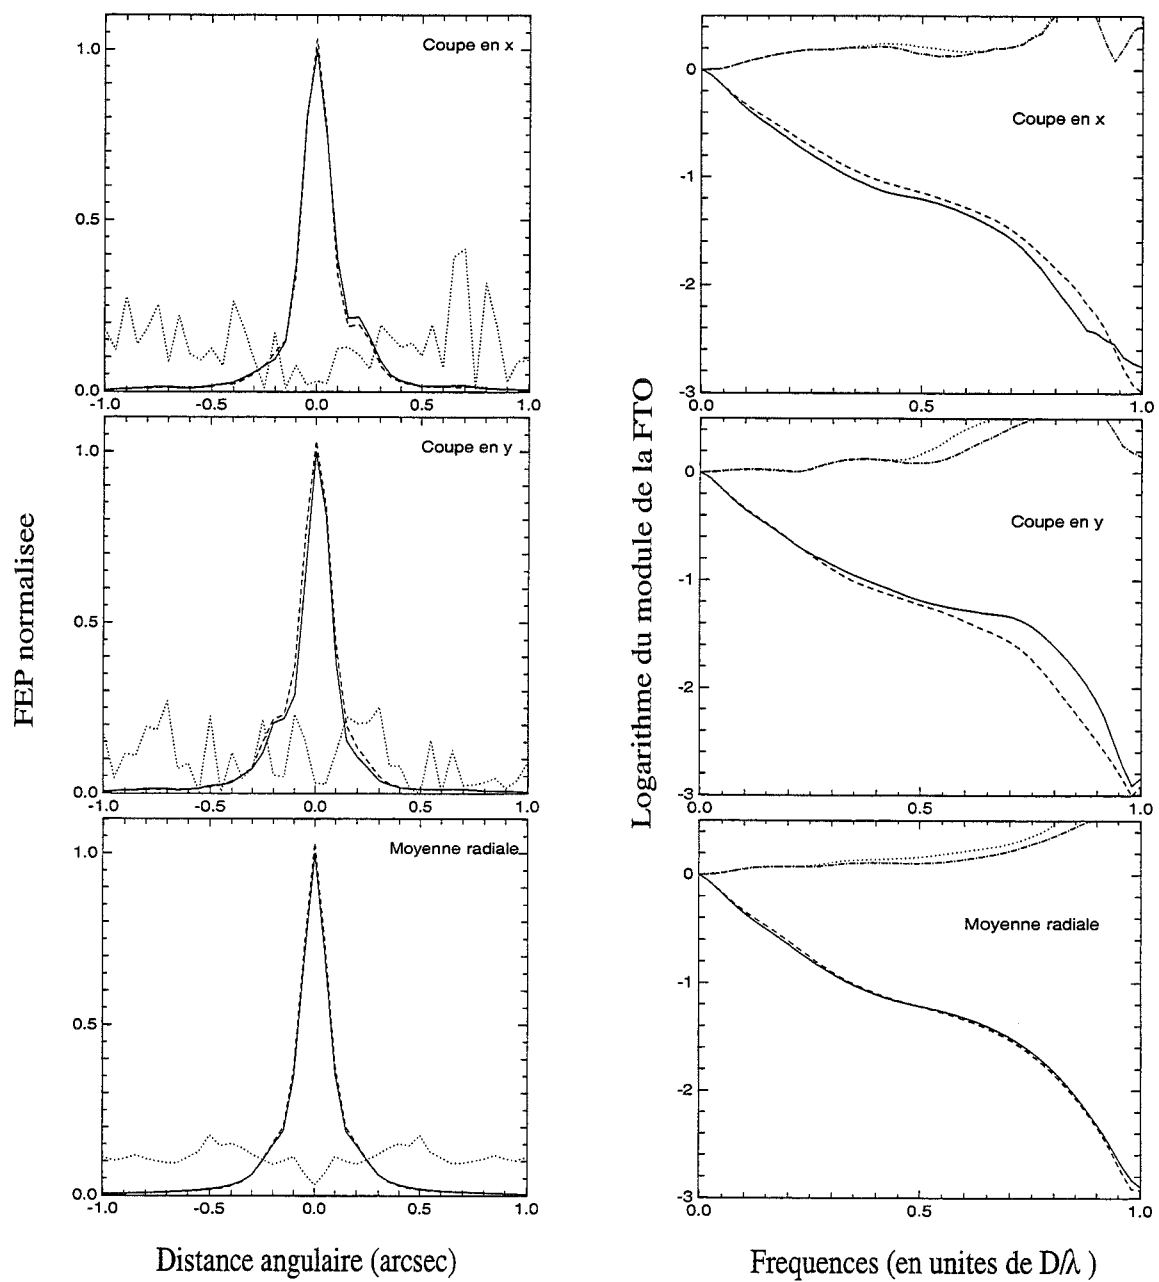 Coupe en x
1.0
0.5
0.0
-1.0 -0.5 0.0 0.5 1.0
Coupe en y
1.0
0.5
0.0
-1.0 -0.5 0.0 0.5 1.0
Moyenne radiale
1.0
0.5
0.0
-1.0 -0.5 0.0 0.5 1.0
FEP normalisee
Distance angulaire (arcsec)
Coupe en x
0
-1
-2
-3
0.0 0.5 1.0
Coupe en y
0
-1
-2
-3
0.0 0.5 1.0
Moyenne radiale
0
-1
-2
-3
0.0 0.5 1.0
Logarithme du module de la FTO
Frequences (en unites de D/λ )